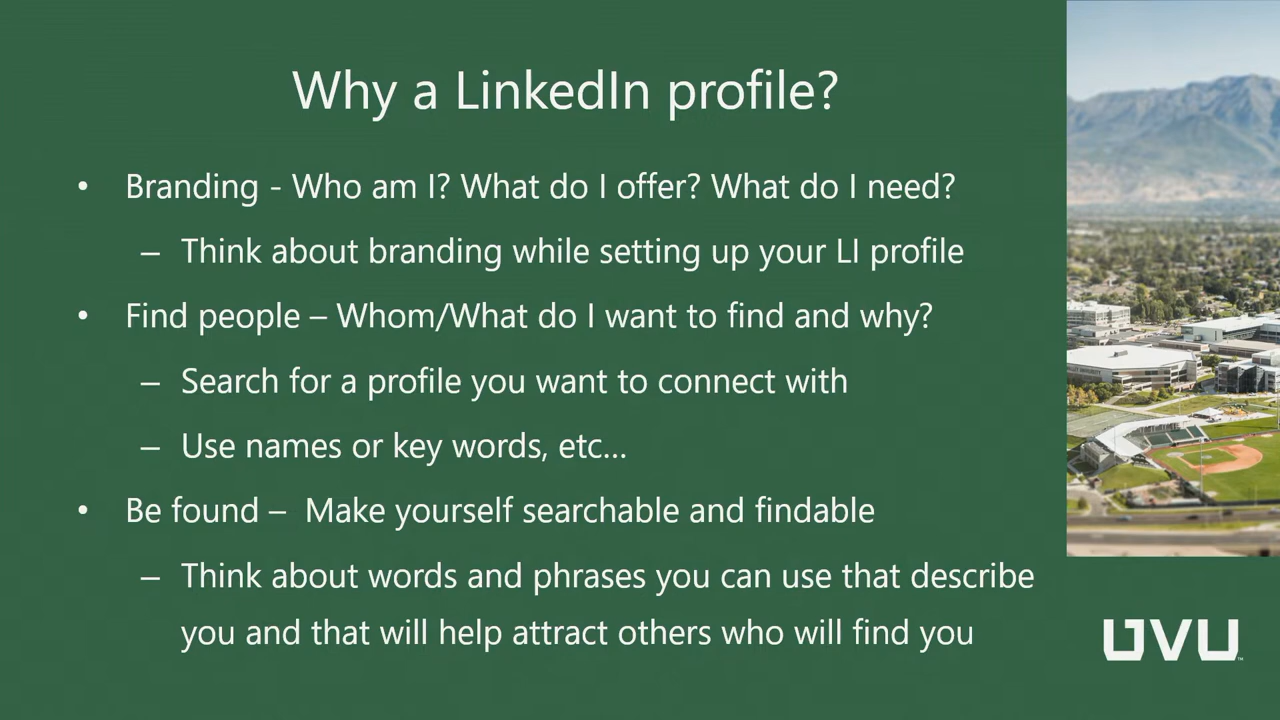 Why a LinkedIn profile?
• Branding - Who am I? What do I offer? What do I need?
– Think about branding while setting up your LI profile
• Find people – Whom/What do I want to find and why?
– Search for a profile you want to connect with
– Use names or key words, etc...
• Be found – Make yourself searchable and findable
– Think about words and phrases you can use that describe
you and that will help attract others who will find you
UVU™